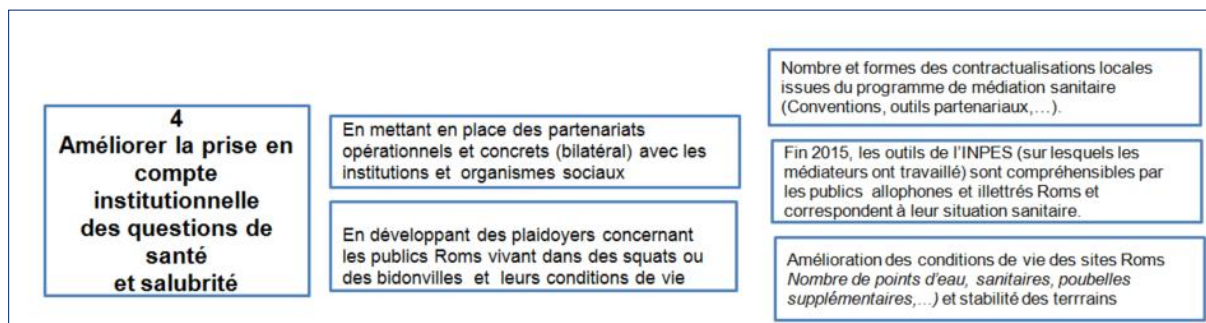 4
Améliorer la prise en
compte
institutionnelle
des questions de
santé
et salubrité
En mettant en place des partenariats
opérationnels et concrets (bilatéral) avec les
institutions et organismes sociaux
En développant des plaidoyers concernant
les publics Roms vivant dans des squats ou
des bidonvilles et leurs conditions de vie
Nombre et formes des contractualisations locales
issues du programme de médiation sanitaire
(Conventions, outils partenariaux,...).
Fin 2015, les outils de l'INPES (sur lesquels les
médiateurs ont travaillé) sont compréhensibles par
les publics allophones et illettrés Roms et
correspondent à leur situation sanitaire.
Amélioration des conditions de vie des sites Roms
Nombre de points d'eau, sanitaires, poubelles
supplémentaires,...) et stabilité des terrrains